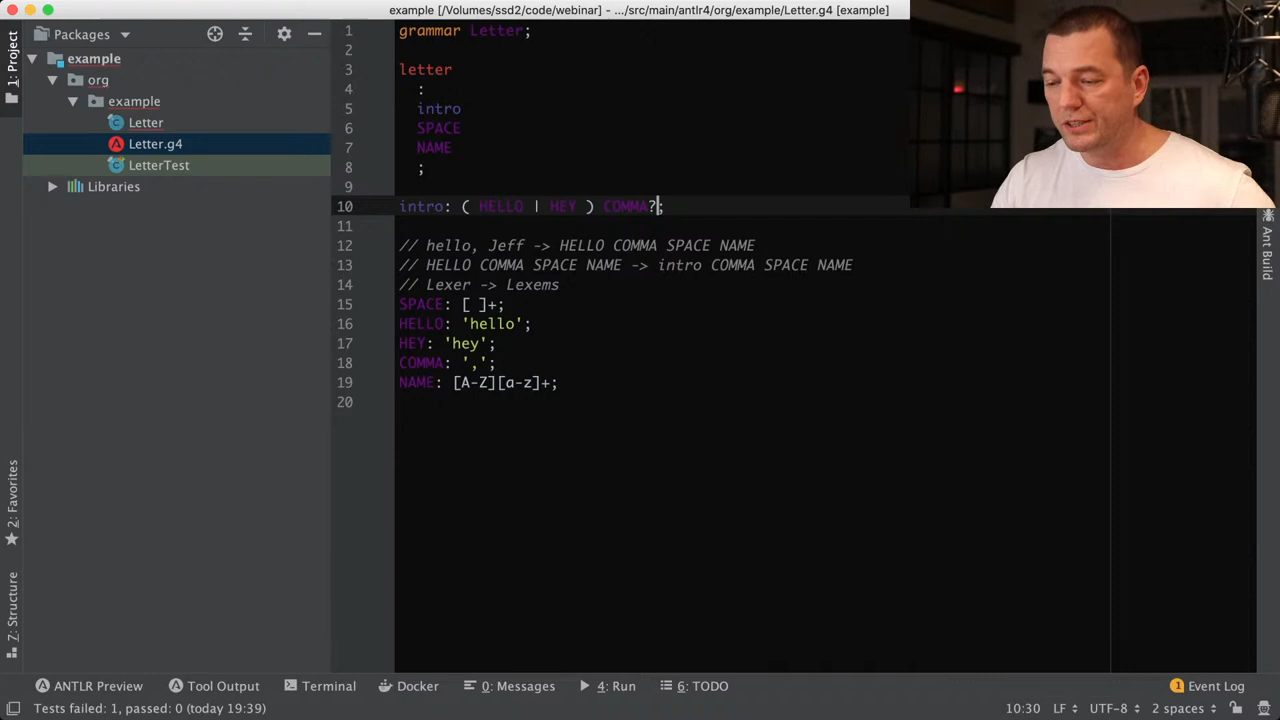 example [/Volumes/ssd2/code/webinar] - .../src/main/antlr4/org/example/Letter.g4 [example]
1: Project
Packages
example
org
example
Letter
Letter.g4
LetterTest
Libraries
1 grammar Letter;
2
3 letter
4 :
5 intro
6 SPACE
7 NAME
8 ;
9
10 intro: ( HELLO | HEY ) COMMA?;
11
12 // hello, Jeff -> HELLO COMMA SPACE NAME
13 // HELLO COMMA SPACE NAME -> intro COMMA SPACE NAME
14 // Lexer -> Lexems
15 SPACE: [ ]+;
16 HELLO: 'hello';
17 HEY: 'hey';
18 COMMA: ',';
19 NAME: [A-Z][a-z]+;
20
Ant Build
2: Favorites
7: Structure
ANTLR Preview Tool Output Terminal Docker 0: Messages 4: Run 6: TODO 1 Event Log
Tests failed: 1, passed: 0 (today 19:39) 10:30 LF UTF-8 2 spaces